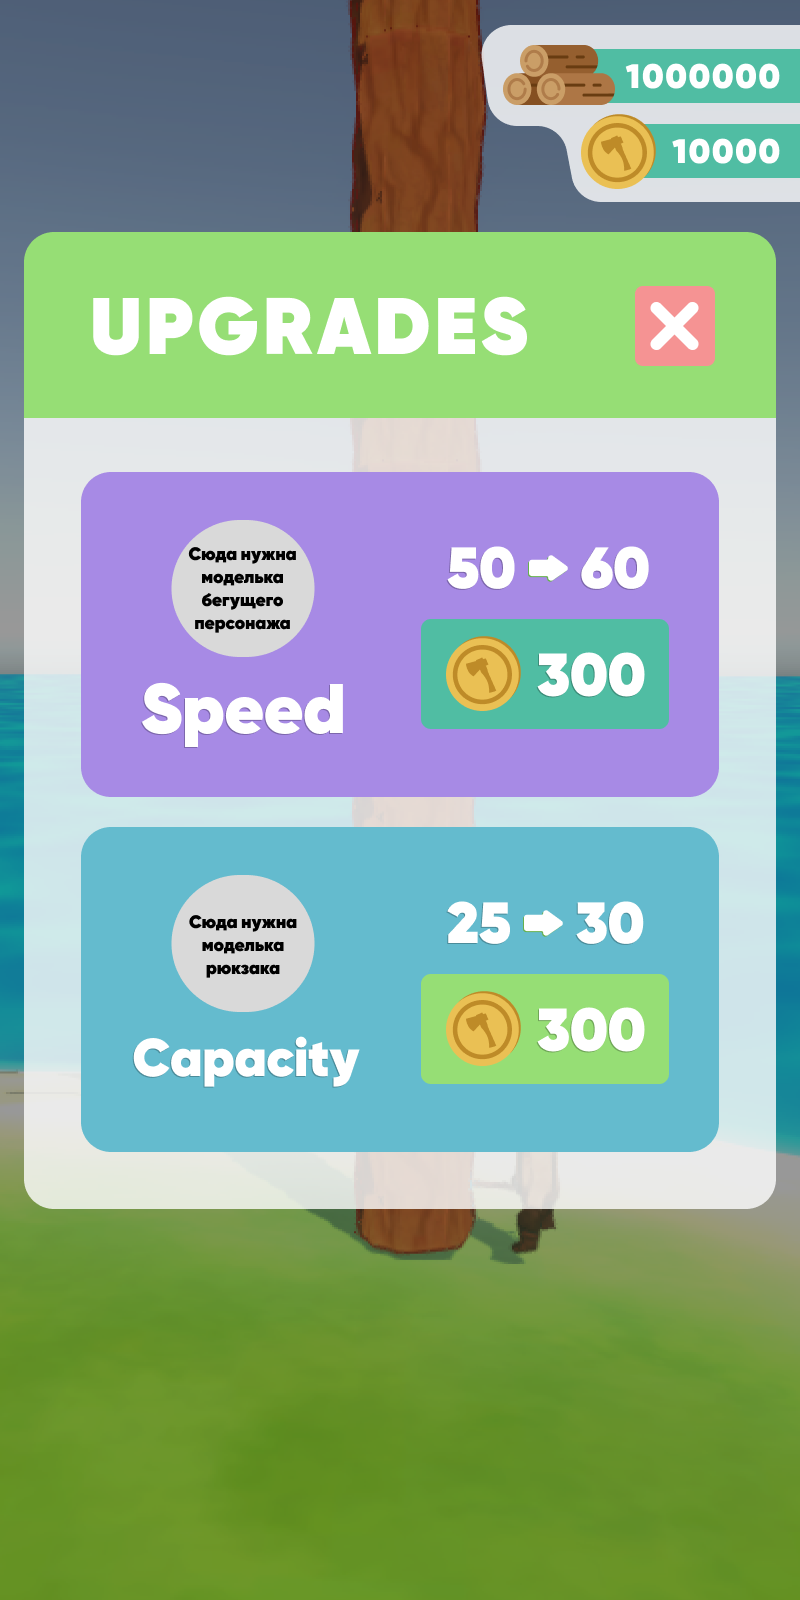 1000000
10000
UPGRADES
Сюда нужна
моделька
бегущего
персонажа
Speed
50 60
300
Сюда нужна
моделька
рюкзака
Capacity
25 30
300